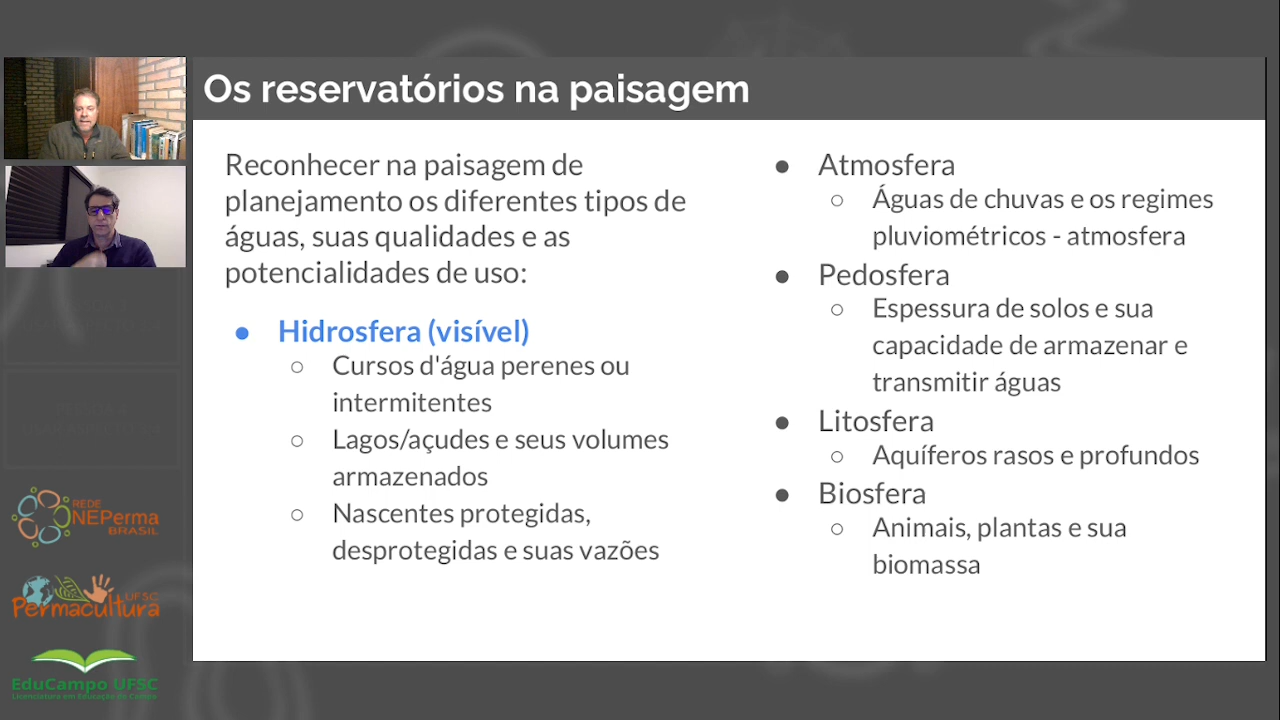 Os reservatórios na paisagem
Reconhecer na paisagem de
planejamento os diferentes tipos de
águas, suas qualidades e as
potencialidades de uso:
● Hidrosfera (visível)
○ Cursos d'água perenes ou
intermitentes
○ Lagos/açudes e seus volumes
armazenados
○ Nascentes protegidas,
desprotegidas e suas vazões
● Atmosfera
○ Águas de chuvas e os regimes
pluviométricos - atmosfera
● Pedosfera
○ Espessura de solos e sua
capacidade de armazenar e
transmitir águas
● Litosfera
○ Aquíferos rasos e profundos
● Biosfera
○ Animais, plantas e sua
biomassa
REDE
NEPerma
BRASIL
UFSC
Permacultura
EduCampo UFSC
Licenciatura em Educação do Campo